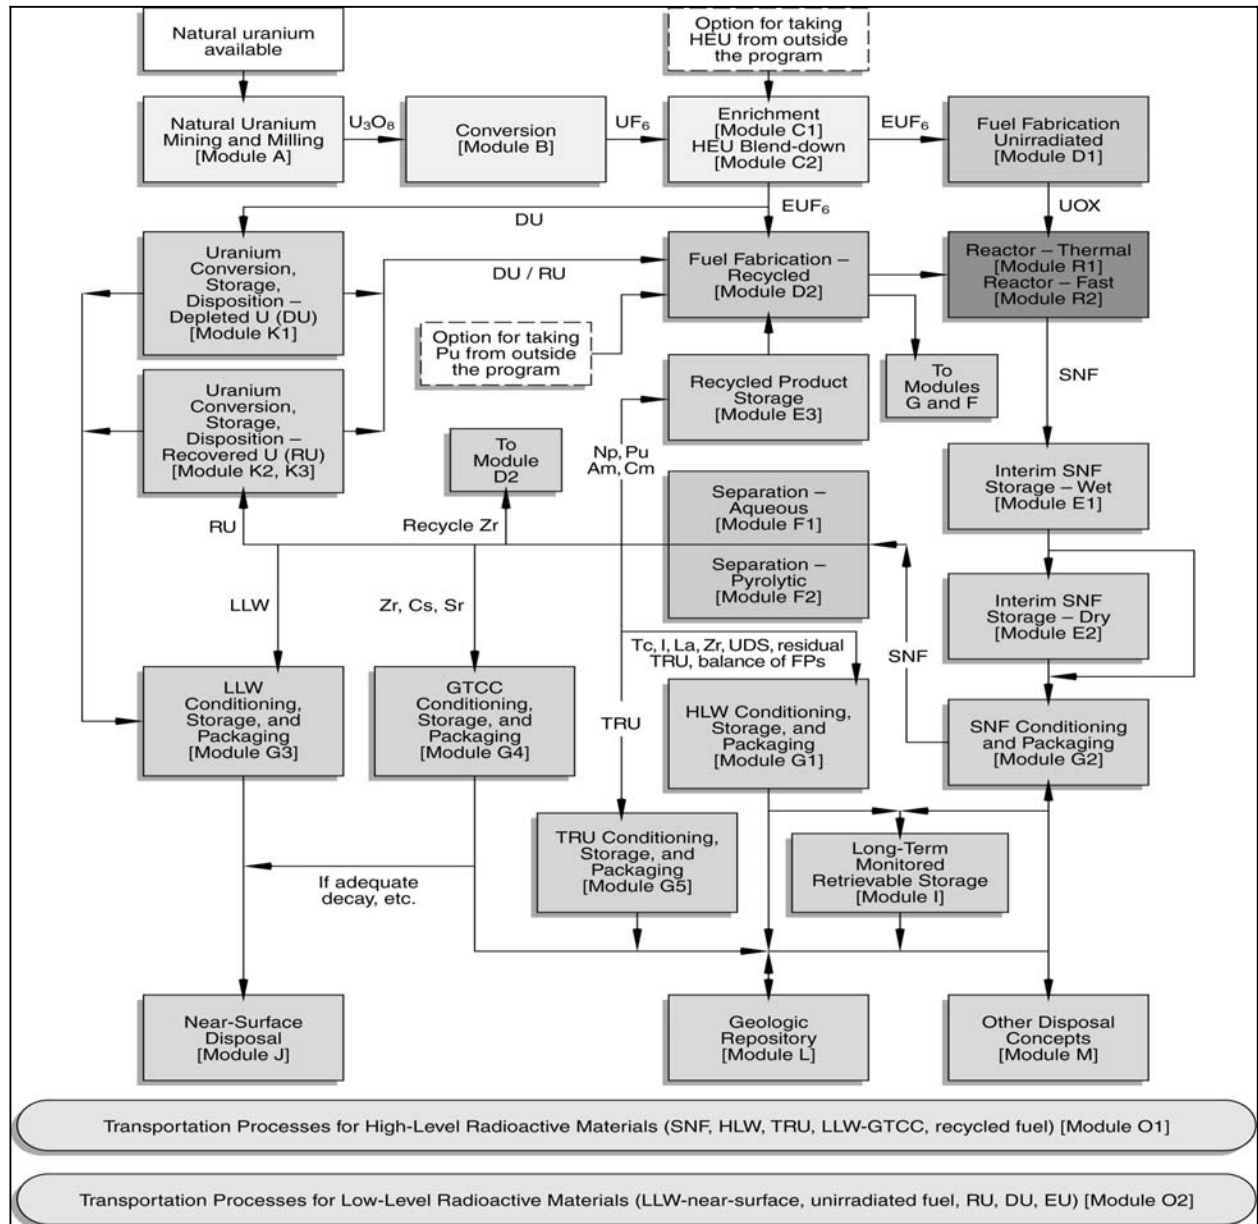 Natural uranium
available
Option for taking
HEU from outside
the program
Natural Uranium
Mining and Milling
[Module A]
U₃O₈
Conversion
[Module B]
UF₆
Enrichment
[Module C1]
HEU Blend-down
[Module C2]
EUF₆
Fuel Fabrication
Unirradiated
[Module D1]
DU
EUF₆
UOX
Uranium
Conversion,
Storage,
Disposition –
Depleted U (DU)
[Module K1]
DU / RU
Fuel Fabrication –
Recycled
[Module D2]
Reactor – Thermal
[Module R1]
Reactor – Fast
[Module R2]
Option for taking
Pu from outside
the program
Uranium
Conversion,
Storage,
Disposition –
Recovered U (RU)
[Module K2, K3]
To
Module
D2
Np, Pu
Am, Cm
Recycled Product
Storage
[Module E3]
To
Modules
G and F
SNF
RU
Recycle Zr
Separation –
Aqueous
[Module F1]
Separation –
Pyrolytic
[Module F2]
Interim SNF
Storage – Wet
[Module E1]
Interim SNF
Storage – Dry
[Module E2]
LLW
Zr, Cs, Sr
Tc, I, La, Zr, UDS, residual
TRU, balance of FPs
SNF
LLW
Conditioning,
Storage, and
Packaging
[Module G3]
GTCC
Conditioning,
Storage, and
Packaging
[Module G4]
TRU
HLW Conditioning,
Storage, and
Packaging
[Module G1]
SNF Conditioning
and Packaging
[Module G2]
If adequate
decay, etc.
TRU Conditioning,
Storage, and
Packaging
[Module G5]
Long-Term
Monitored
Retrievable Storage
[Module I]
Near-Surface
Disposal
[Module J]
Geologic
Repository
[Module L]
Other Disposal
Concepts
[Module M]
Transportation Processes for High-Level Radioactive Materials (SNF, HLW, TRU, LLW-GTCC, recycled fuel) [Module O1]
Transportation Processes for Low-Level Radioactive Materials (LLW-near-surface, unirradiated fuel, RU, DU, EU) [Module O2]